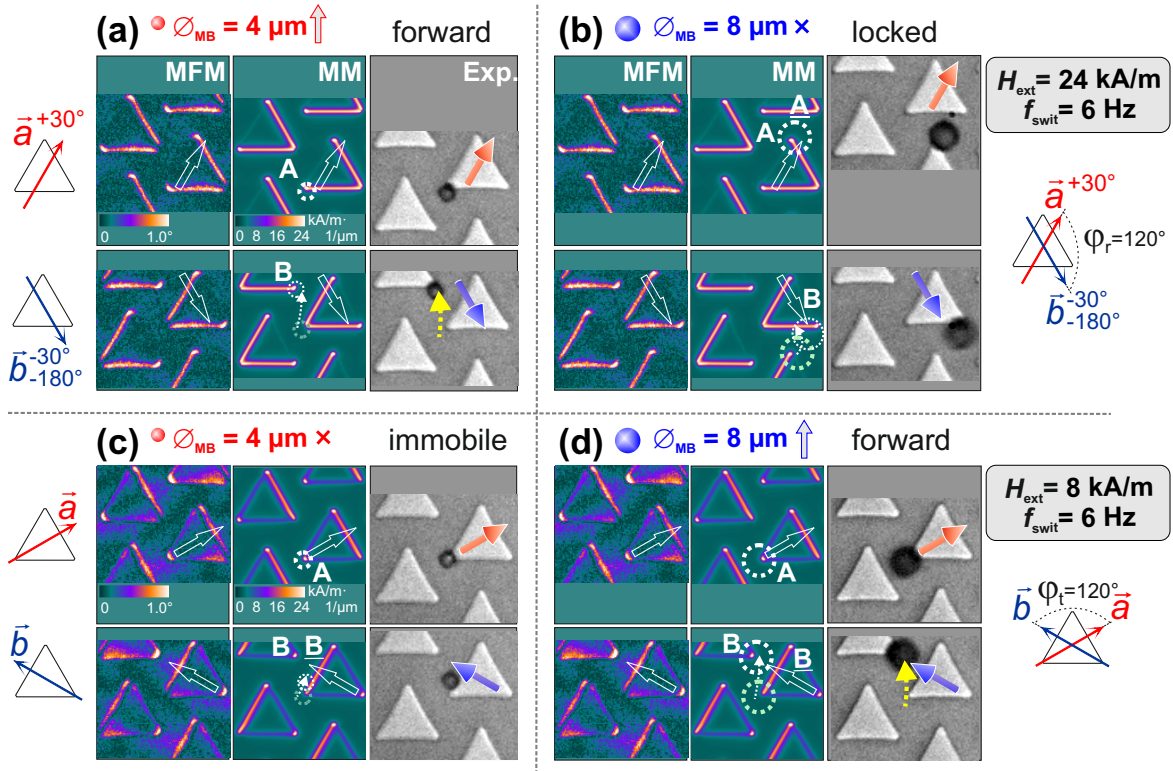 (a) ∅MB = 4 µm forward
MFM MM Exp.
a⃗ +30°
A
0 1.0° 0 8 16 24 kA/m·1/µm
B
b⃗ -30° -180°
(b) ∅MB = 8 µm × locked
MFM MM
A
A
B
Hext= 24 kA/m
fswit= 6 Hz
a⃗ +30°
φr=120°
b⃗ -30° -180°
(c) ∅MB = 4 µm × immobile
a⃗
A
0 1.0° 0 8 16 24 kA/m·1/µm
B B
b⃗
(d) ∅MB = 8 µm forward
A
B
B
Hext= 8 kA/m
fswit= 6 Hz
b⃗ φt=120° a⃗